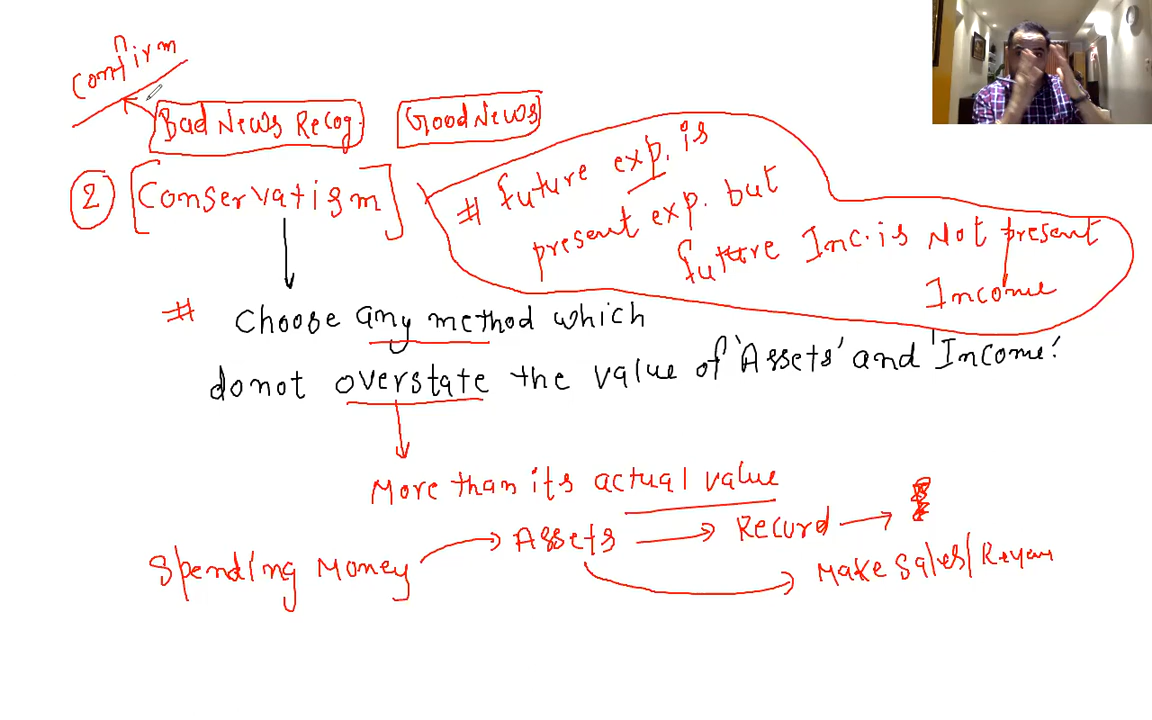 Confirm
Bad News Recog.
Good News
② [Conservatism]
# future exp. is
present exp. but
future Inc. is Not present
Income
# Choose any method which
donot overstate the value of 'Assets' and 'Income'.
More than its actual value
Spending Money → Assets → Record →
Make Sales/